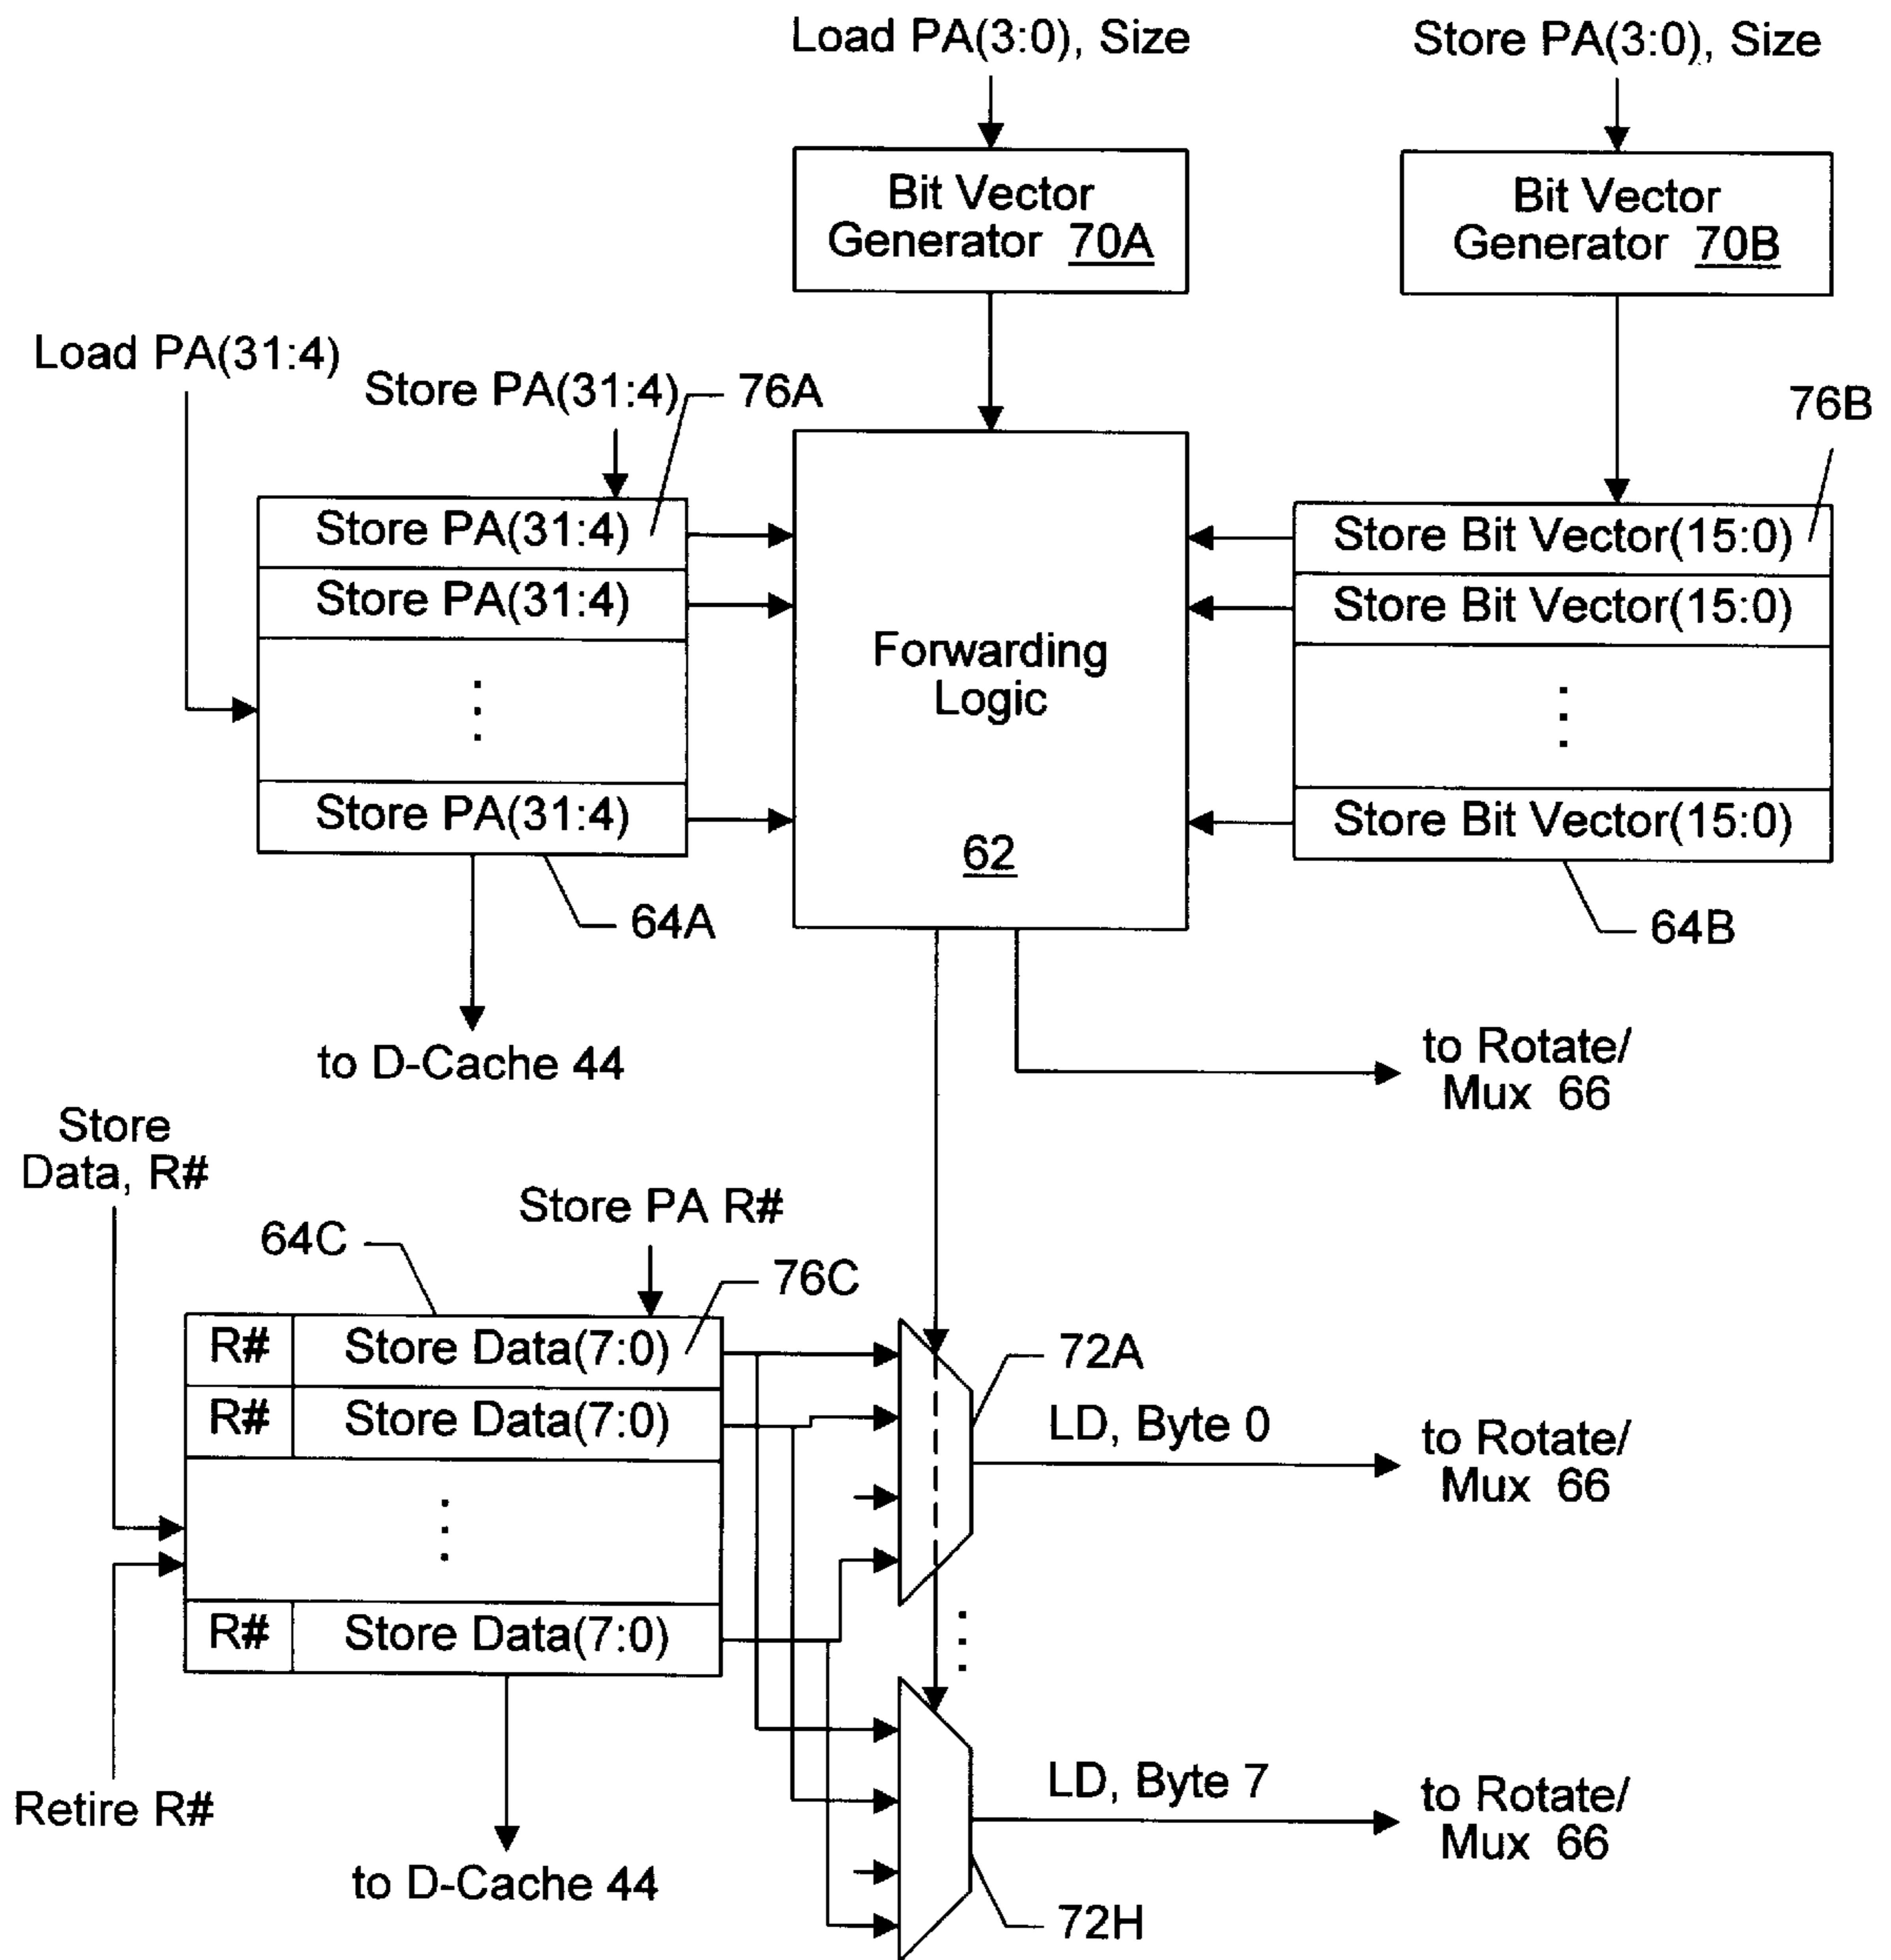 Load PA(3:0), Size
Store PA(3:0), Size
Bit Vector
Generator 70A
Bit Vector
Generator 70B
Load PA(31:4)
Store PA(31:4)
76A
76B
Store PA(31:4)
Store PA(31:4)
Store PA(31:4)
64A
Forwarding
Logic
62
Store Bit Vector(15:0)
Store Bit Vector(15:0)
Store Bit Vector(15:0)
64B
to D-Cache 44
to Rotate/
Mux 66
Store
Data, R#
Store PA R#
64C
76C
R# Store Data(7:0)
R# Store Data(7:0)
R# Store Data(7:0)
72A
LD, Byte 0
to Rotate/
Mux 66
Retire R#
to D-Cache 44
LD, Byte 7
to Rotate/
Mux 66
72H